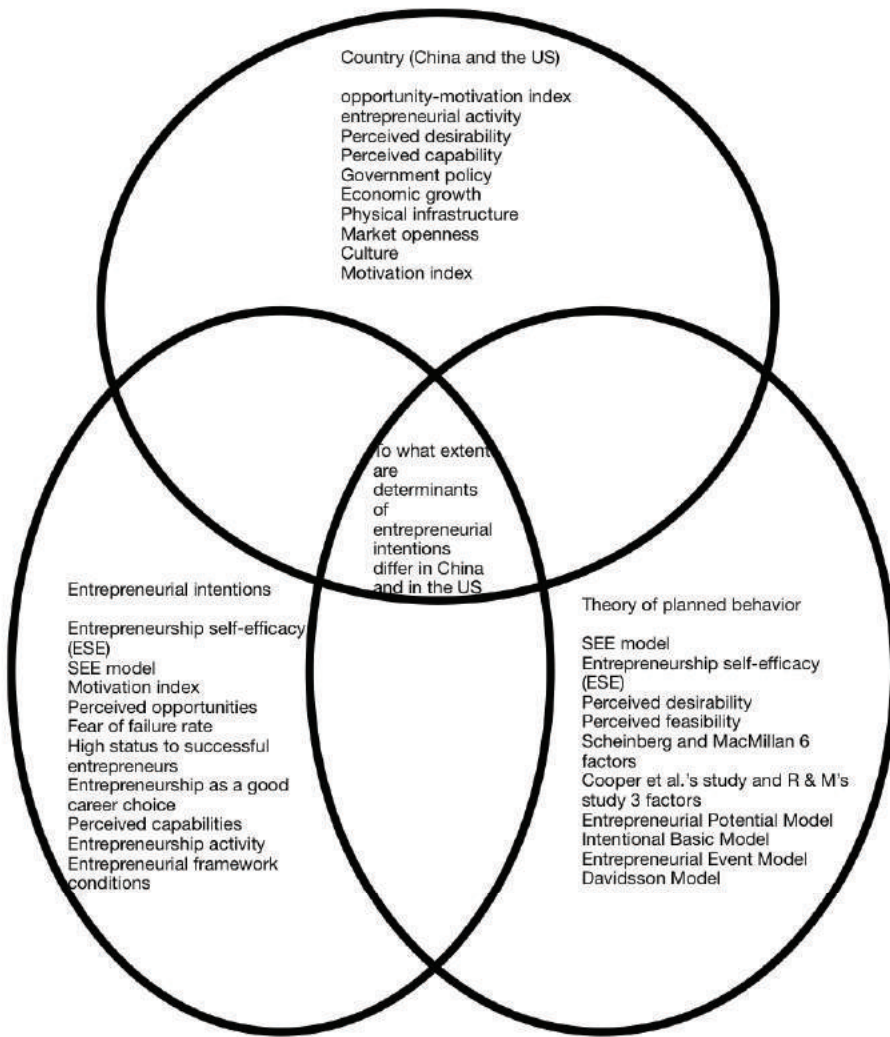 Country (China and the US)
opportunity-motivation index
entrepreneurial activity
Perceived desirability
Perceived capability
Government policy
Economic growth
Physical infrastructure
Market openness
Culture
Motivation index
To what extent
are
determinants
of
entrepreneurial
intentions
differ in China
and in the US
Entrepreneurial intentions
Entrepreneurship self-efficacy
(ESE)
SEE model
Motivation index
Perceived opportunities
Fear of failure rate
High status to successful
entrepreneurs
Entrepreneurship as a good
career choice
Perceived capabilities
Entrepreneurship activity
Entrepreneurial framework
conditions
Theory of planned behavior
SEE model
Entrepreneurship self-efficacy
(ESE)
Perceived desirability
Perceived feasibility
Scheinberg and MacMillan 6
factors
Cooper et al.'s study and R & M's
study 3 factors
Entrepreneurial Potential Model
Intentional Basic Model
Entrepreneurial Event Model
Davidsson Model